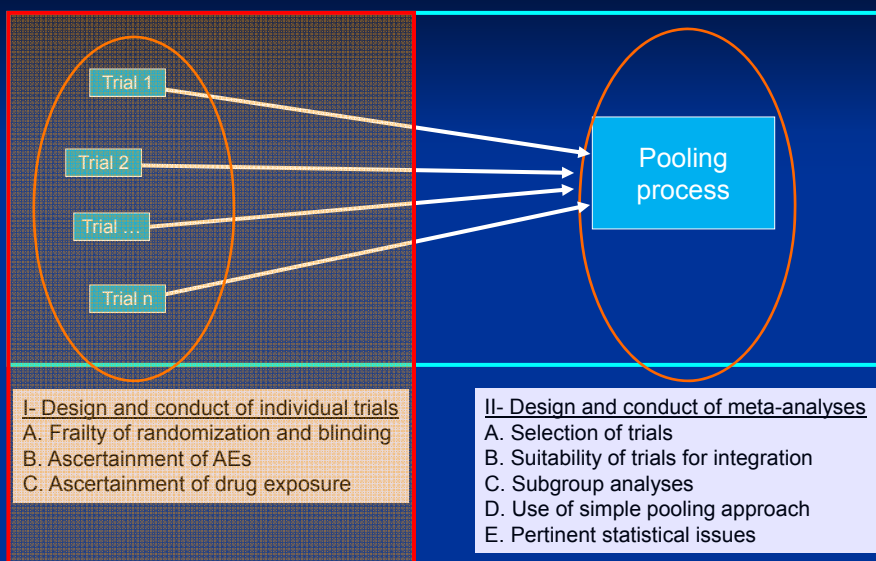 Trial 1
Trial 2
Trial ...
Trial n
Pooling
process
I- Design and conduct of individual trials
A. Frailty of randomization and blinding
B. Ascertainment of AEs
C. Ascertainment of drug exposure
II- Design and conduct of meta-analyses
A. Selection of trials
B. Suitability of trials for integration
C. Subgroup analyses
D. Use of simple pooling approach
E. Pertinent statistical issues